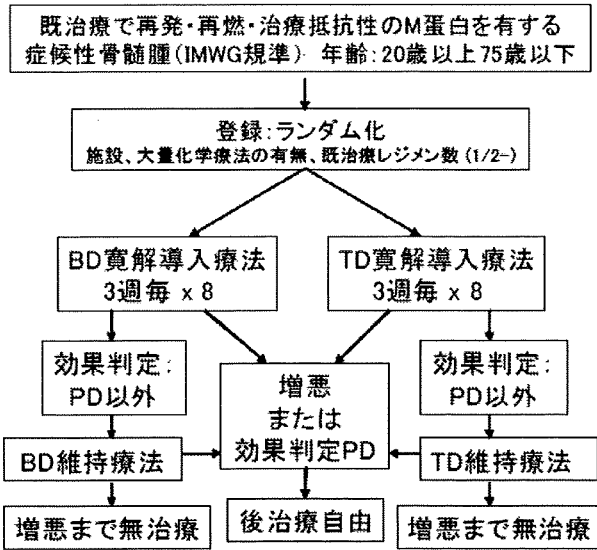 既治療で再発・再燃・治療抵抗性のM蛋白を有する
症候性骨髄腫(IMWG規準) 年齢:20歳以上75歳以下
登録:ランダム化
施設、大量化学療法の有無、既治療レジメン数 (1/2-)
BD寛解導入療法
3週毎 x 8
TD寛解導入療法
3週毎 x 8
効果判定:
PD以外
増悪
または
効果判定PD
効果判定:
PD以外
BD維持療法
TD維持療法
増悪まで無治療
後治療自由
増悪まで無治療